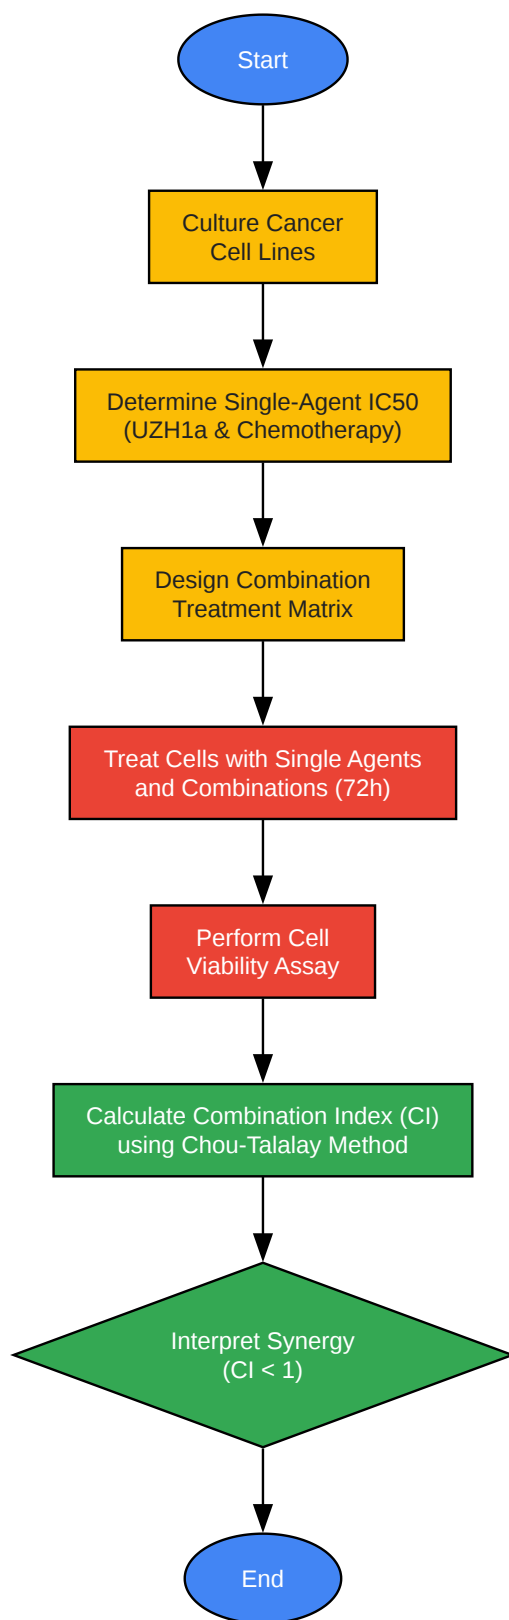 Start
Culture Cancer
Cell Lines
Determine Single-Agent IC50
(UZH1a & Chemotherapy)
Design Combination
Treatment Matrix
Treat Cells with Single Agents
and Combinations (72h)
Perform Cell
Viability Assay
Calculate Combination Index (CI)
using Chou-Talalay Method
Interpret Synergy
(CI < 1)
End